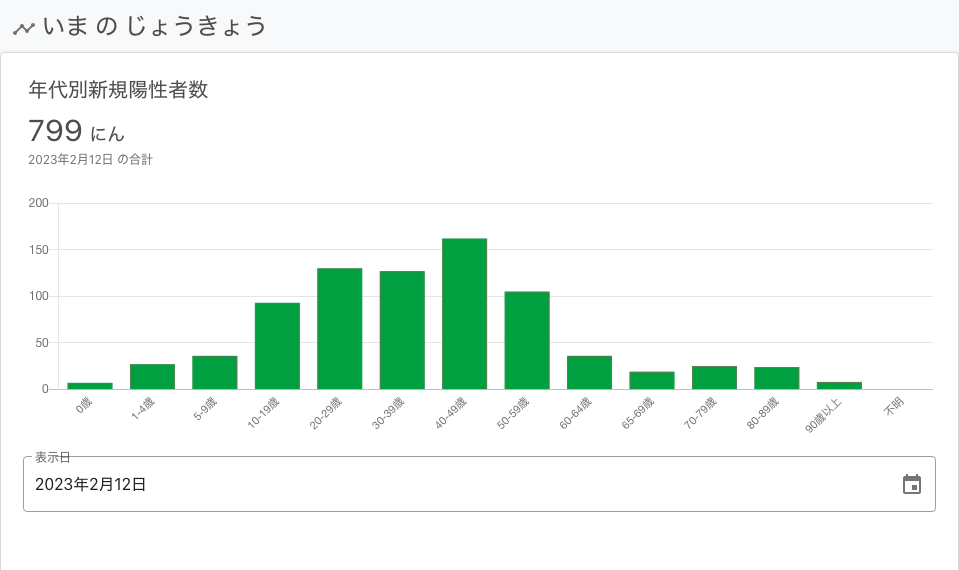 いま の じょうきょう
年代別新規陽性者数
799 にん
2023年2月12日 の合計
200
150
100
50
0
0歳
1-4歳
5-9歳
10-19歳
20-29歳
30-39歳
40-49歳
50-59歳
60-64歳
65-69歳
70-79歳
80-89歳
90歳以上
不明
表示日
2023年2月12日